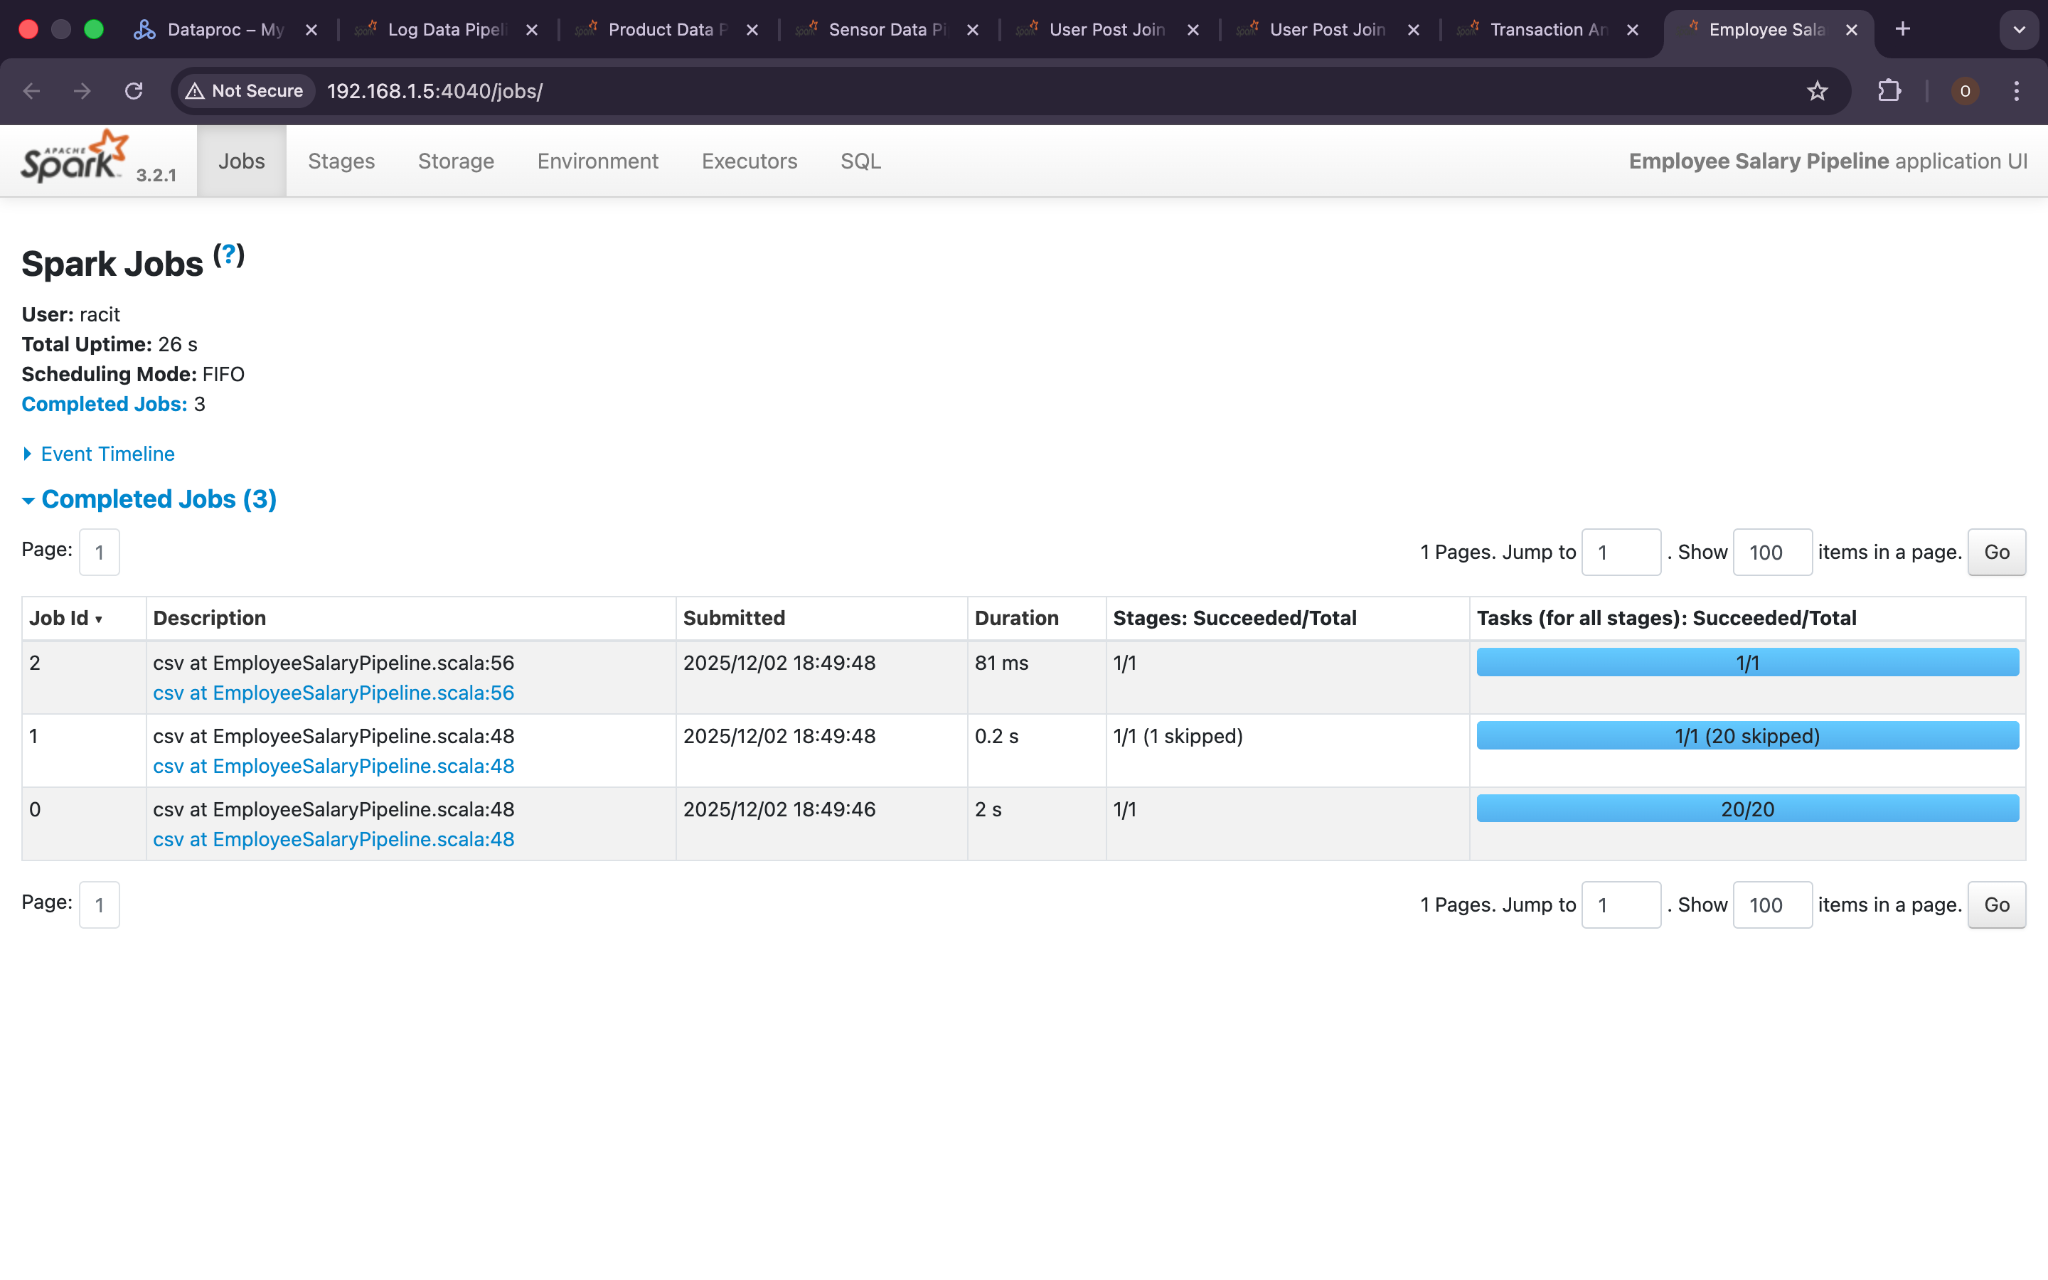 Dataproc – My
Log Data Pipeli
Product Data P
Sensor Data Pi
User Post Join
User Post Join
Transaction An
Employee Sala
Not Secure
192.168.1.5:4040/jobs/
O
APACHE
Spark
3.2.1
Jobs
Stages
Storage
Environment
Executors
SQL
Employee Salary Pipeline application UI
Spark Jobs (?)
User: racit
Total Uptime: 26 s
Scheduling Mode: FIFO
Completed Jobs: 3
Event Timeline
Completed Jobs (3)
Page: 1
1 Pages. Jump to 1 . Show 100 items in a page. Go
Job Id ▾ Description Submitted Duration Stages: Succeeded/Total Tasks (for all stages): Succeeded/Total
2 csv at EmployeeSalaryPipeline.scala:56 2025/12/02 18:49:48 81 ms 1/1 1/1
csv at EmployeeSalaryPipeline.scala:56
1 csv at EmployeeSalaryPipeline.scala:48 2025/12/02 18:49:48 0.2 s 1/1 (1 skipped) 1/1 (20 skipped)
csv at EmployeeSalaryPipeline.scala:48
0 csv at EmployeeSalaryPipeline.scala:48 2025/12/02 18:49:46 2 s 1/1 20/20
csv at EmployeeSalaryPipeline.scala:48
Page: 1
1 Pages. Jump to 1 . Show 100 items in a page. Go